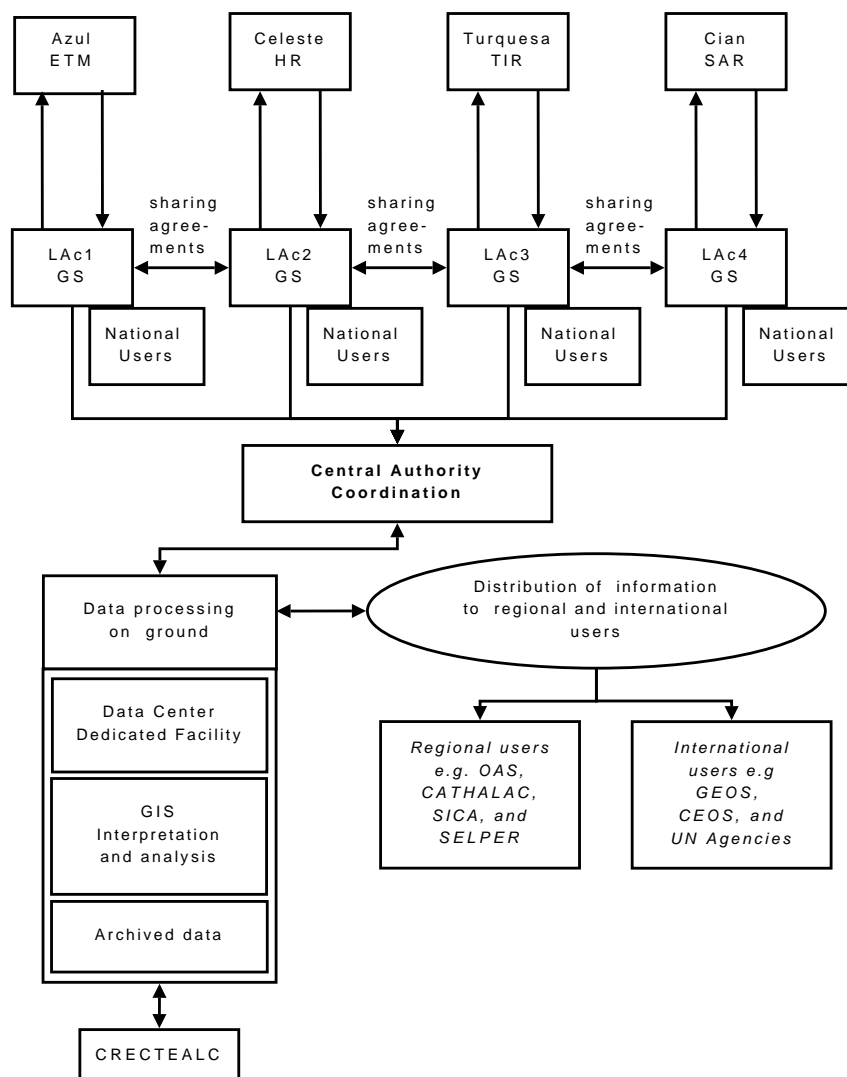 Azul
ETM
Celeste
HR
Turquesa
TIR
Cian
SAR
sharing
agree-
ments
sharing
agree-
ments
sharing
agree-
ments
LAc1
GS
LAc2
GS
LAc3
GS
LAc4
GS
National
Users
National
Users
National
Users
National
Users
Central Authority
Coordination
Data processing
on ground
Distribution of information
to regional and international
users
Data Center
Dedicated Facility
GIS
Interpretation
and analysis
Archived data
Regional users
e.g. OAS,
CATHALAC,
SICA, and
SELPER
International
users e.g
GEOS,
CEOS, and
UN Agencies
CRECTEALC